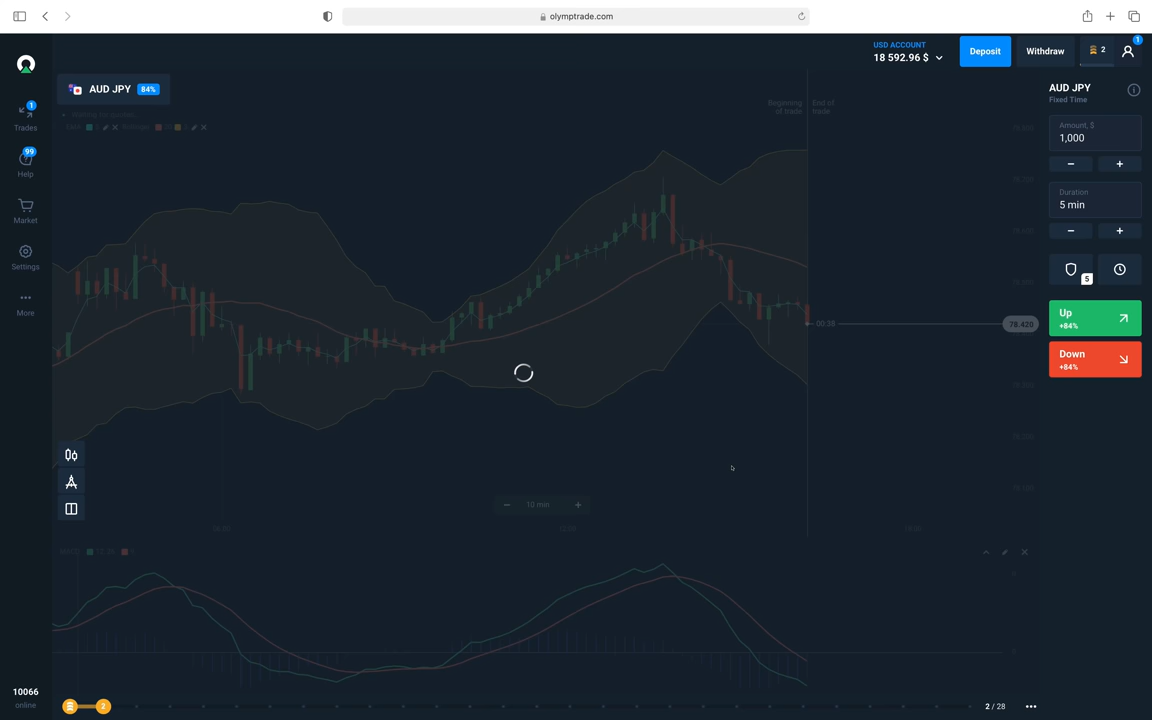 olymptrade.com
USD ACCOUNT
18 592.96 $
Deposit
Withdraw
2
1
AUD JPY
84%
Beginning
of trade
End of
trade
1
Trades
99
Help
Market
Settings
More
AUD JPY
Fixed Time
Amount, $
1,000
Duration
5 min
5
Up
+84%
Down
+84%
00:38
78.420
10 min
10066
online
2
2 / 28